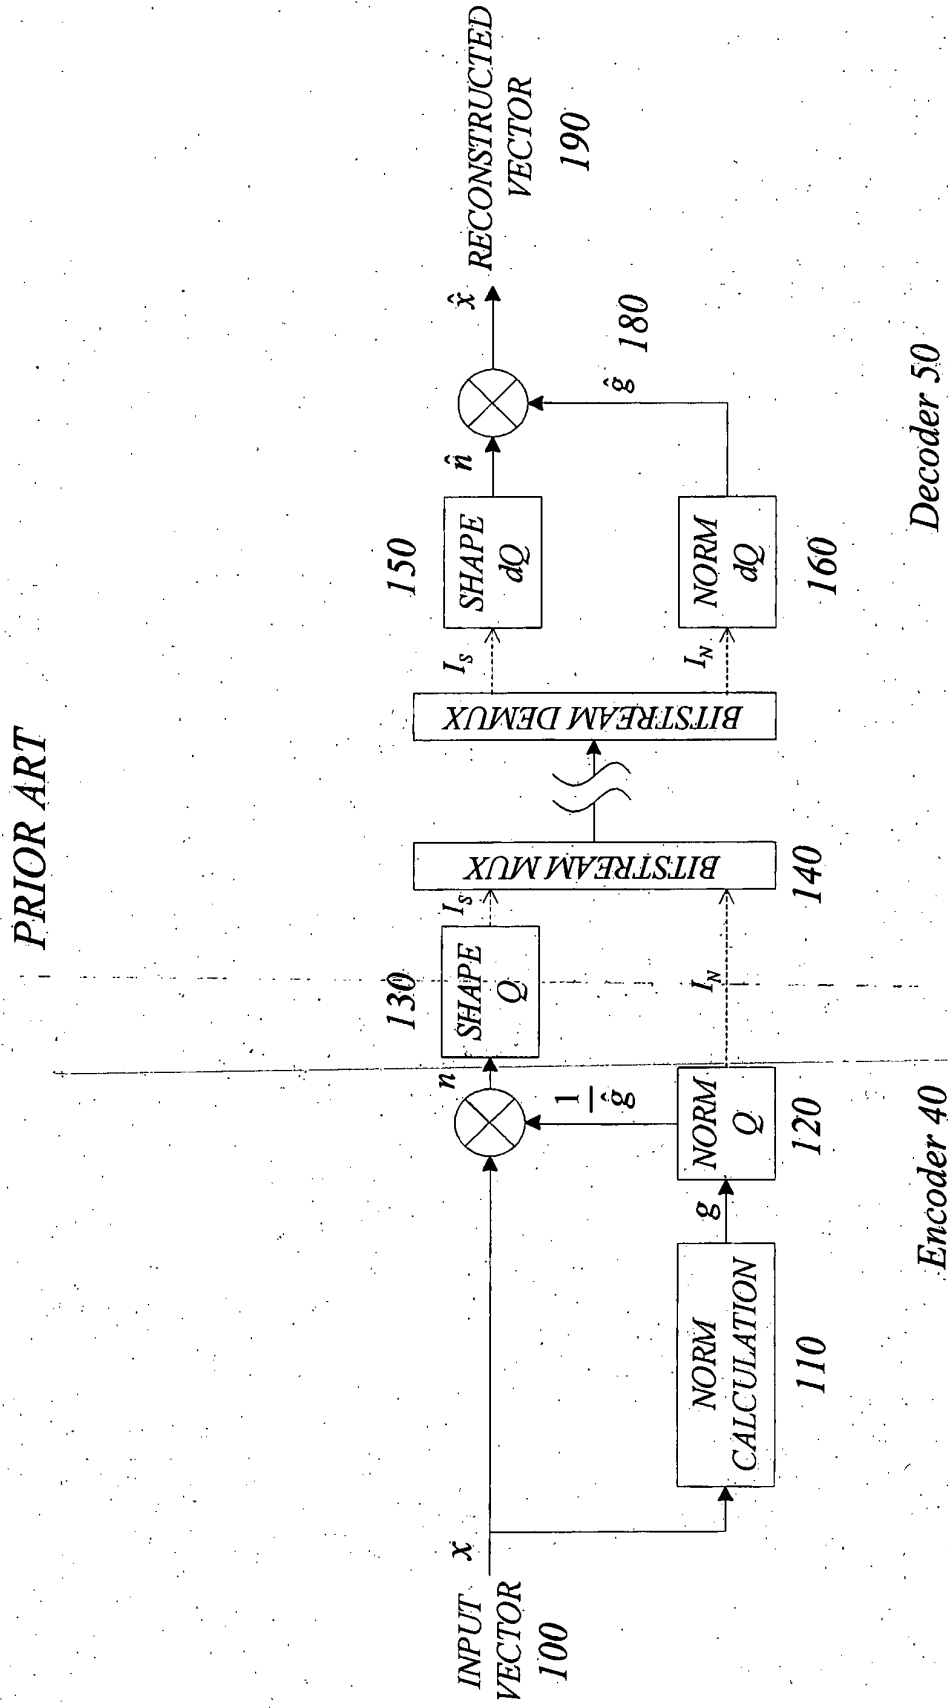 PRIOR ART
INPUT
VECTOR
100
x
NORM
CALCULATION
110
g
NORM
Q
120
1
ĝ
n
130
SHAPE
Q
I_S
I_N
BITSTREAM MUX
140
BITSTREAM DEMUX
I_S
I_N
150
SHAPE
dQ
NORM
dQ
160
n̂
ĝ
180
x̂
RECONSTRUCTED
VECTOR
190
Encoder 40
Decoder 50